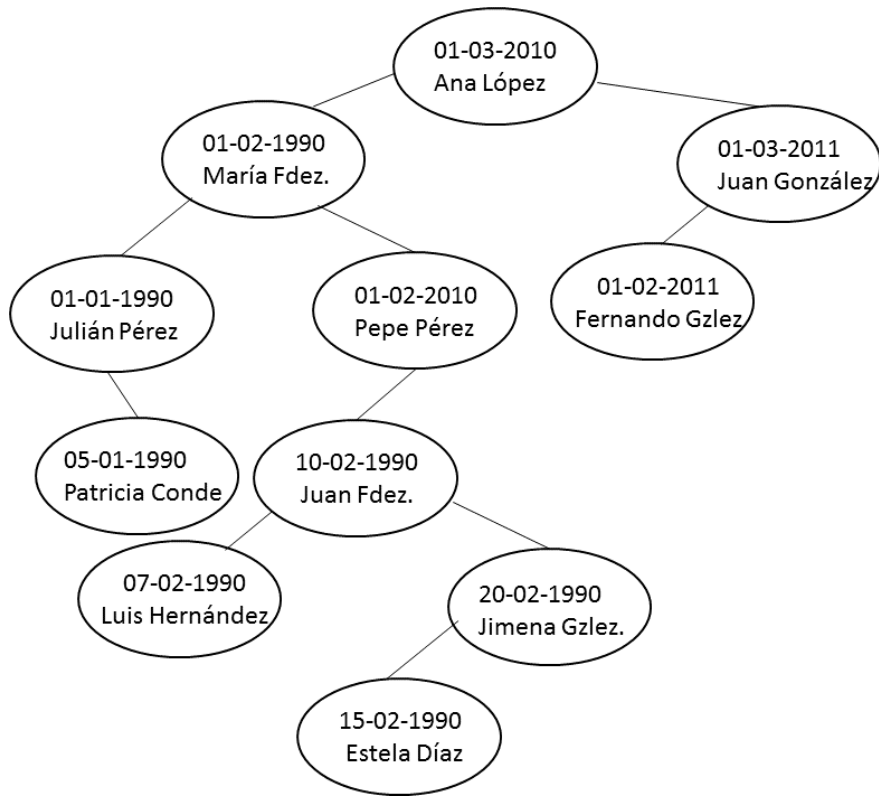 01-03-2010
Ana López
01-02-1990
María Fdez.
01-03-2011
Juan González
01-01-1990
Julián Pérez
01-02-2010
Pepe Pérez
01-02-2011
Fernando Gzlez
05-01-1990
Patricia Conde
10-02-1990
Juan Fdez.
07-02-1990
Luis Hernández
20-02-1990
Jimena Gzlez.
15-02-1990
Estela Díaz